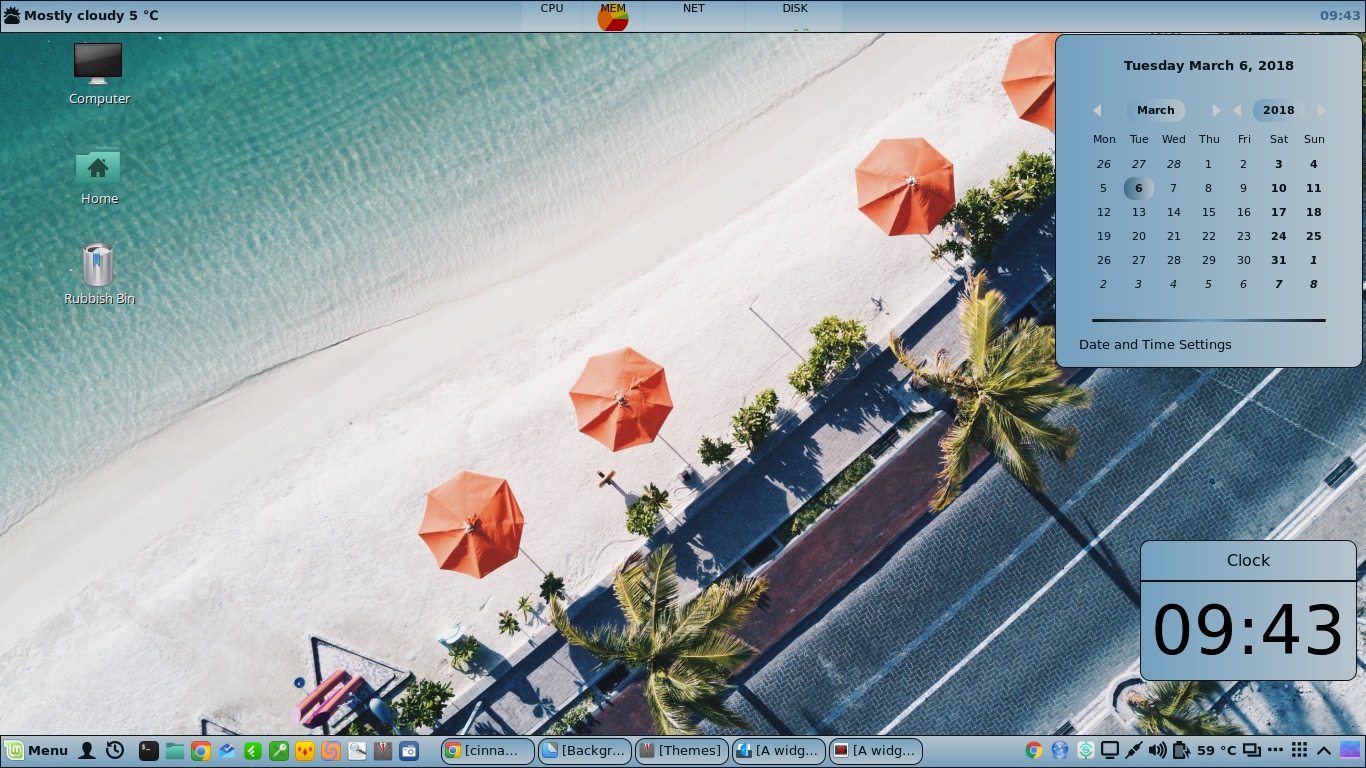 Mostly cloudy 5 °C
CPU MEM NET DISK
09:43
Computer
Home
Rubbish Bin
Tuesday March 6, 2018
March 2018
Mon Tue Wed Thu Fri Sat Sun
26 27 28 1 2 3 4
5 6 7 8 9 10 11
12 13 14 15 16 17 18
19 20 21 22 23 24 25
26 27 28 29 30 31 1
2 3 4 5 6 7 8
Date and Time Settings
Clock
09:43
Menu [cinna... [Backgr... [Themes] [A widg... [A widg... 59 °C